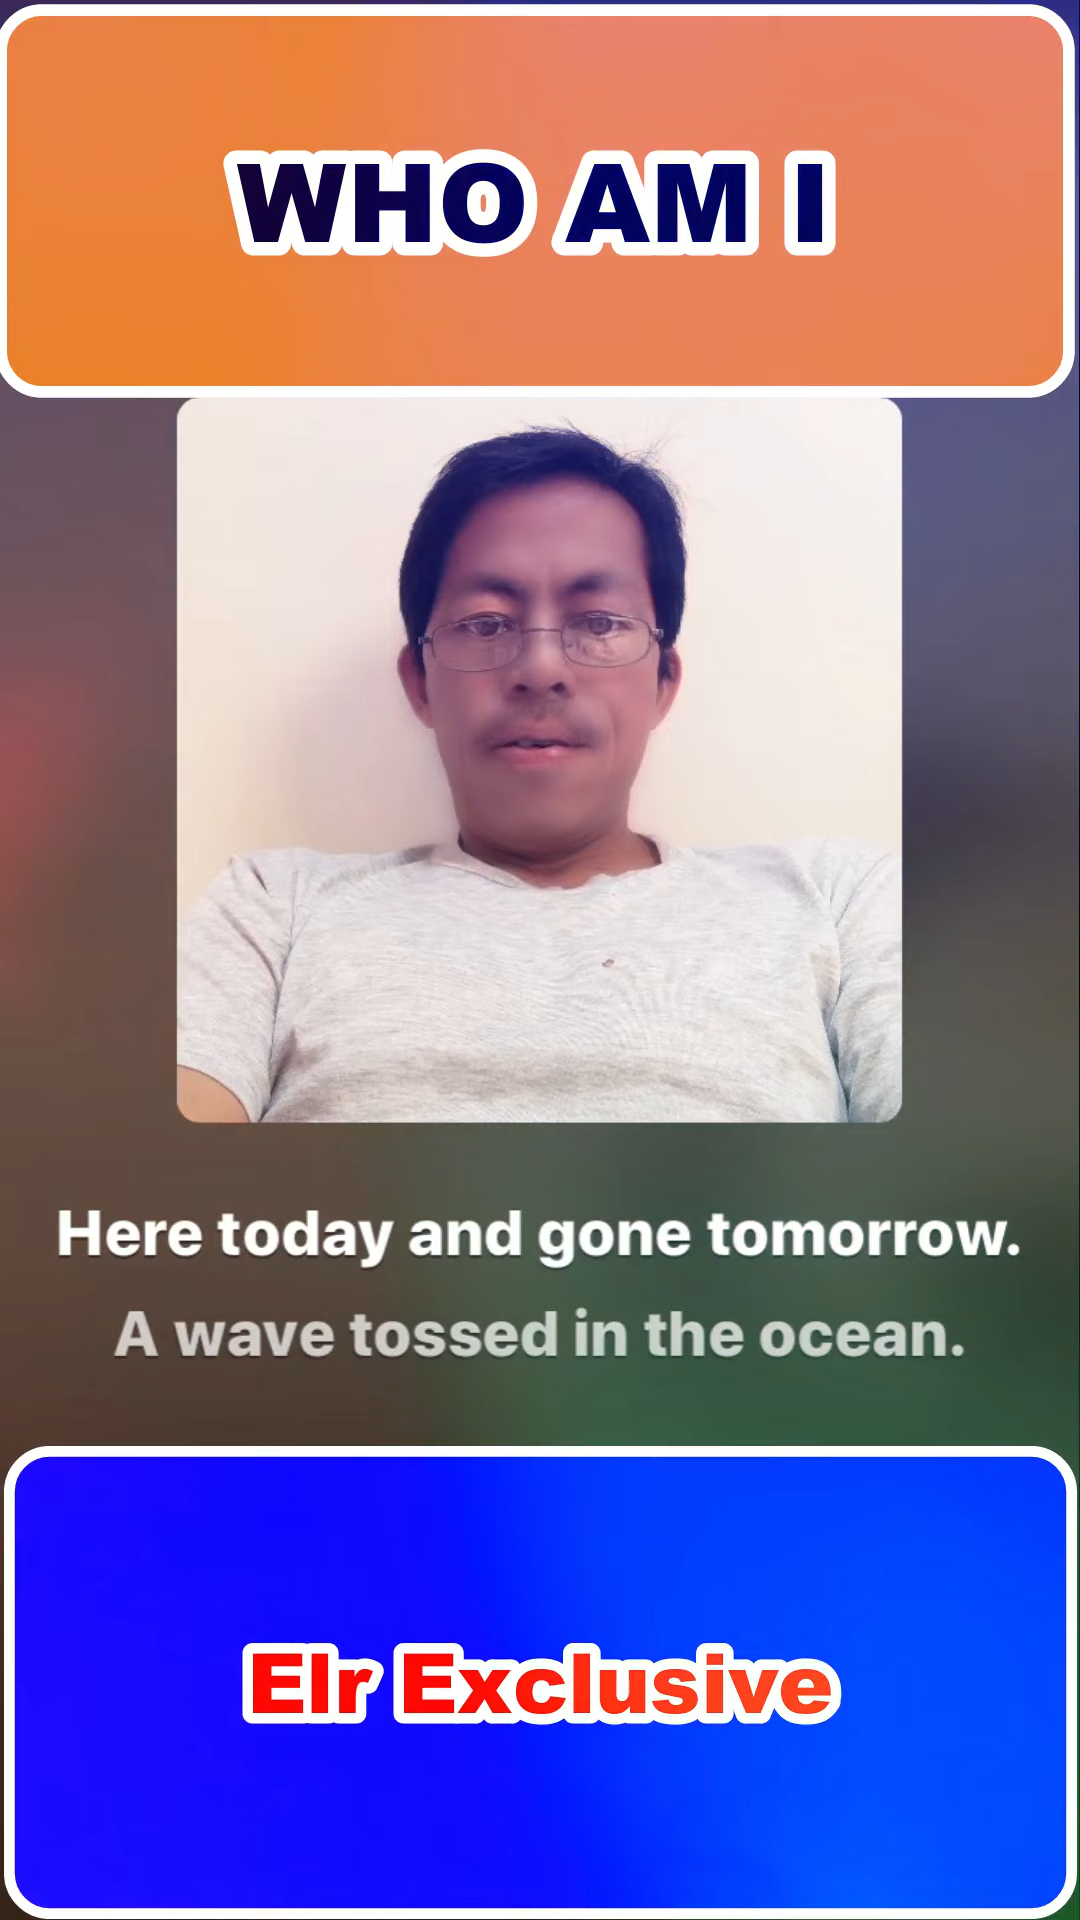 WHO AM I
Here today and gone tomorrow.
A wave tossed in the ocean.
Elr Exclusive